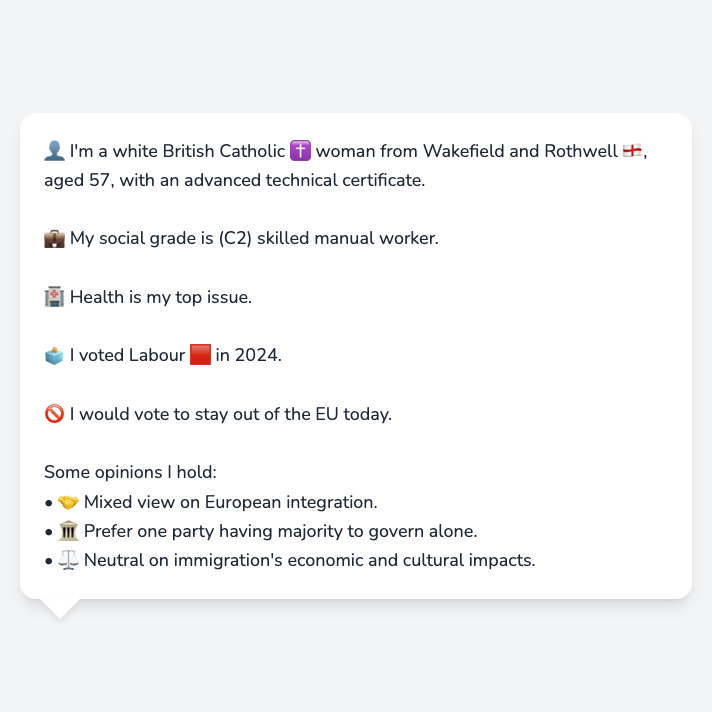 👤 I'm a white British Catholic ✝️ woman from Wakefield and Rothwell 🏴󠁧󠁢󠁥󠁮󠁧󠁿,
aged 57, with an advanced technical certificate.
💼 My social grade is (C2) skilled manual worker.
🏥 Health is my top issue.
🗳️ I voted Labour 🟥 in 2024.
🚫 I would vote to stay out of the EU today.
Some opinions I hold:
• 🤝 Mixed view on European integration.
• 🏛️ Prefer one party having majority to govern alone.
• ⚖️ Neutral on immigration's economic and cultural impacts.